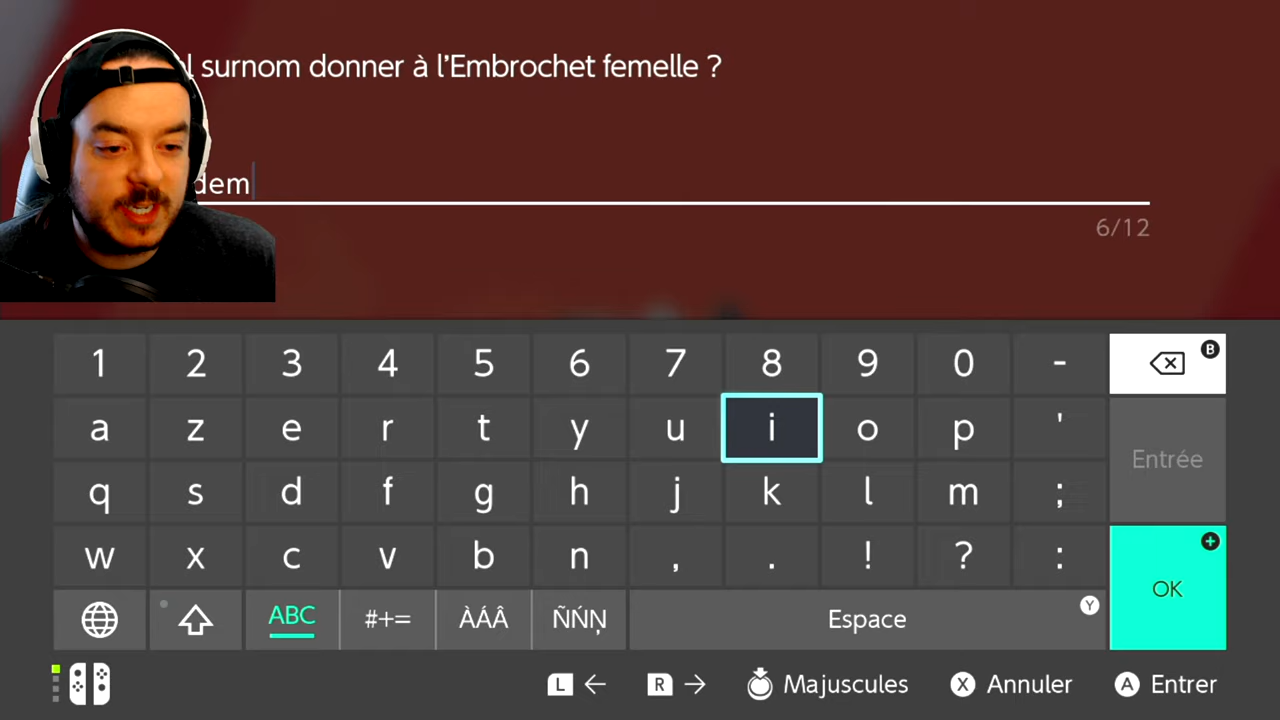 surnom donner à l'Embrochet femelle ?
dem
6/12
1 2 3 4 5 6 7 8 9 0 -
a z e r t y u i o p '
q s d f g h j k l m ;
w x c v b n , . ! ? :
B
Entrée
+
OK
ABC #+= ÀÁÂ ÑŃŅ Espace Y
L ← R → Majuscules X Annuler A Entrer